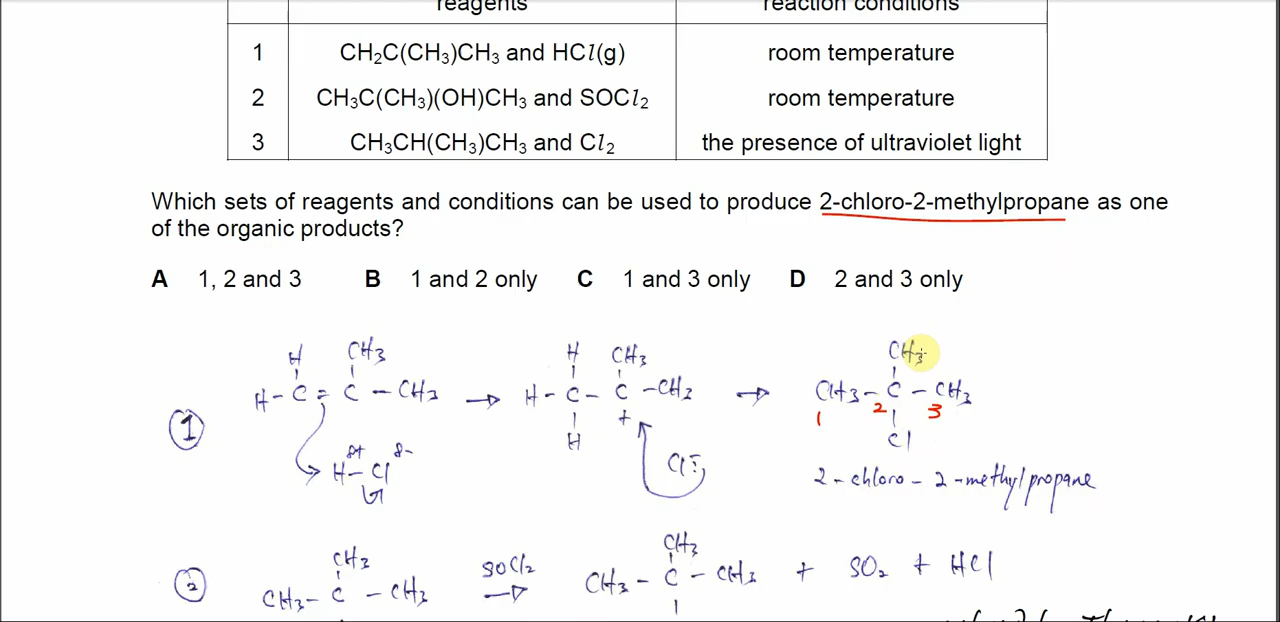 reagents reaction conditions
1 CH₂C(CH₃)CH₃ and HCl(g) room temperature
2 CH₃C(CH₃)(OH)CH₃ and SOCl₂ room temperature
3 CH₃CH(CH₃)CH₃ and Cl₂ the presence of ultraviolet light
Which sets of reagents and conditions can be used to produce 2-chloro-2-methylpropane as one
of the organic products?
A 1, 2 and 3 B 1 and 2 only C 1 and 3 only D 2 and 3 only
H CH₃ H CH₃ CH₃
H - C = C - CH₃ → H - C - C - CH₃ → CH₃ - C - CH₃
1 2 3
① + H Cl
δ+ δ-
H - Cl Cl⁻
2 - chloro - 2 - methylpropane
CH₃ CH₃
② CH₃ - C - CH₃ SOCl₂ → CH₃ - C - CH₃ + SO₂ + HCl